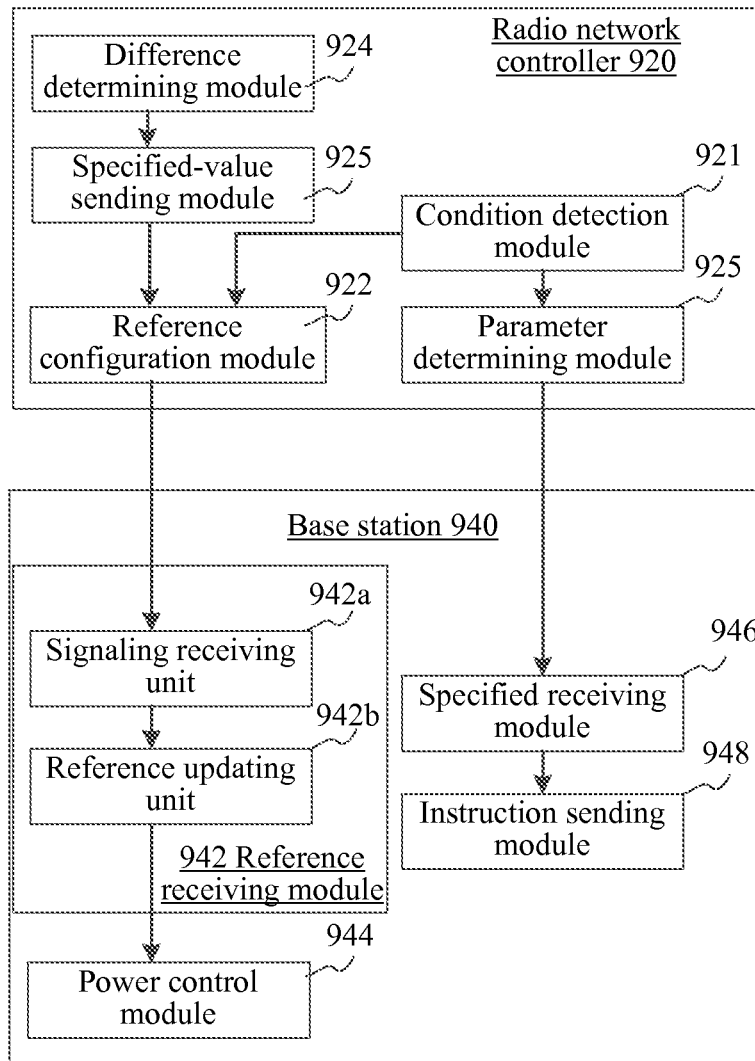 Radio network
controller 920
Difference
determining module
924
Specified-value
sending module
925
Condition detection
module
921
Reference
configuration module
922
Parameter
determining module
925
Base station 940
Signaling receiving
unit
942a
Reference updating
unit
942b
942 Reference
receiving module
Specified receiving
module
946
Instruction sending
module
948
Power control
module
944